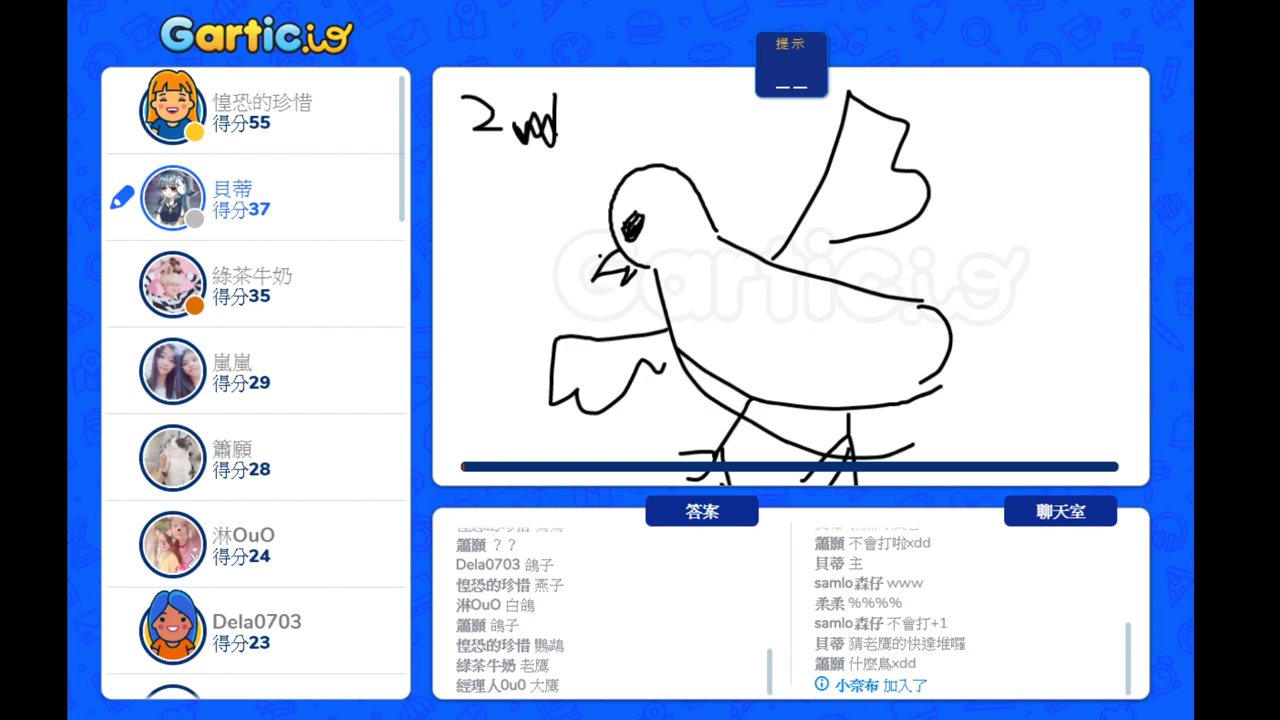 Gartic.io
提示
惶恐的珍惜
得分55
貝蒂
得分37
綠茶牛奶
得分35
嵐嵐
得分29
簫願
得分28
淋OuO
得分24
Dela0703
得分23
2
Gartic.io
答案
簫願 ? ?
Dela0703 鴿子
惶恐的珍惜 燕子
淋OuO 白鴿
簫願 鴿子
惶恐的珍惜 鸚鵡
綠茶牛奶 老鷹
經理人0u0 大鷹
聊天室
簫願 不會打啦xdd
貝蒂 主
samlo森仔 www
柔柔 %%%%
samlo森仔 不會打+1
貝蒂 猜老鷹的快達堆囉
簫願 什麼鳥xdd
小奈布 加入了